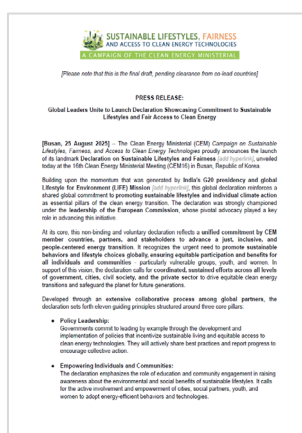 SUSTAINABLE LIFESTYLES, FAIRNESS
AND ACCESS TO CLEAN ENERGY TECHNOLOGIES
A CAMPAIGN OF THE CLEAN ENERGY MINISTERIAL
[Please note that this is the final draft, pending clearance from co-lead countries]
PRESS RELEASE:
Global Leaders Unite to Launch Declaration Showcasing Commitment to Sustainable
Lifestyles and Fair Access to Clean Energy
[Busan, 25 August 2025] – The Clean Energy Ministerial (CEM) Campaign on Sustainable
Lifestyles, Fairness, and Access to Clean Energy Technologies proudly announces the launch
of its landmark Declaration on Sustainable Lifestyles and Fairness [add hyperlink], unveiled
today at the 16th Clean Energy Ministerial Meeting (CEM16) in Busan, Republic of Korea.
Building upon the momentum that was generated by India's G20 presidency and global
Lifestyle for Environment (LiFE) Mission [add hyperlink], this global declaration reinforces a
shared global commitment to promoting sustainable lifestyles and individual climate action
as essential pillars of the clean energy transition. The declaration was strongly championed
under the leadership of the European Commission, whose pivotal advocacy played a key
role in advancing this initiative.
At its core, this non-binding and voluntary declaration reflects a unified commitment by CEM
member countries, partners, and stakeholders to advance a just, inclusive, and
people-centered energy transition. It recognizes the urgent need to promote sustainable
behaviors and lifestyle choices globally, ensuring equitable participation and benefits for
all individuals and communities - particularly vulnerable groups, youth, and women. In
support of this vision, the declaration calls for coordinated, sustained efforts across all levels
of government, cities, civil society, and the private sector to drive equitable clean energy
transitions and safeguard the planet for future generations.
Developed through an extensive collaborative process among global partners, the
declaration sets forth eleven guiding principles structured around three core pillars:
• Policy Leadership:
Governments commit to leading by example through the development and
implementation of policies that incentivize sustainable living and equitable access to
clean energy technologies. They will actively share best practices and report progress to
encourage collective action.
• Empowering Individuals and Communities:
The declaration emphasizes the role of education and community engagement in raising
awareness about the environmental and social benefits of sustainable lifestyles. It calls
for the active involvement and empowerment of cities, social partners, youth, and
women to adopt energy-efficient behaviors and technologies.